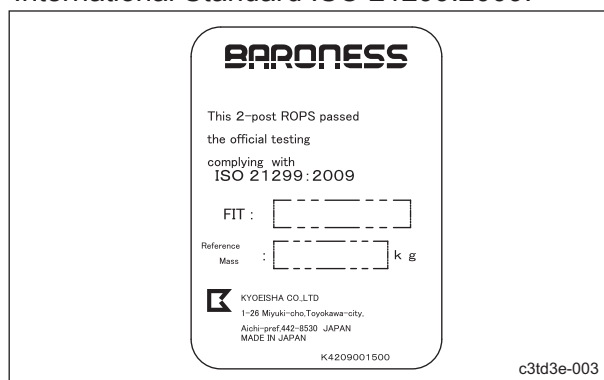 International Standard ISO 21299:2009.
BARONESS
This 2-post ROPS passed
the official testing
complying with
ISO 21299:2009
FIT :
Reference
Mass : kg
KYOEISHA CO.,LTD
1-26 Miyuki-cho,Toyokawa-city,
Aichi-pref,442-8530 JAPAN
MADE IN JAPAN
K4209001500
c3td3e-003